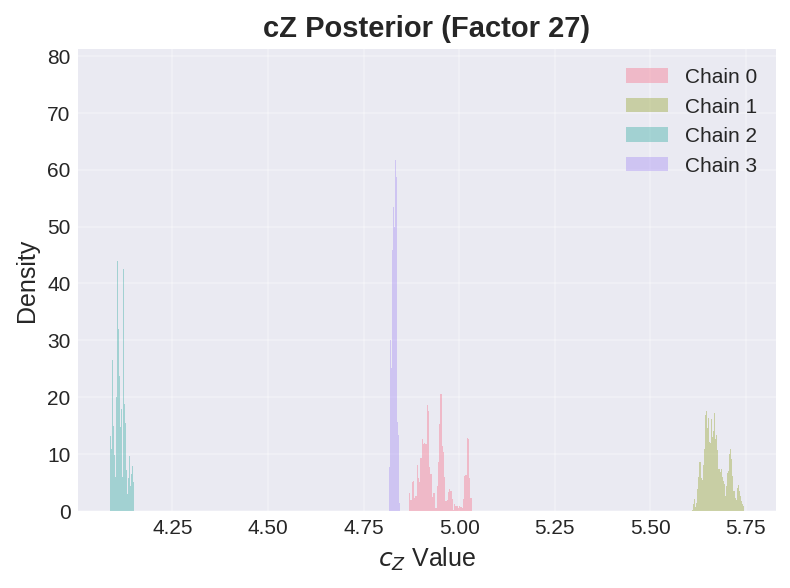 cZ Posterior (Factor 27)
Chain 0
Chain 1
Chain 2
Chain 3
Density
80
70
60
50
40
30
20
10
0
4.25 4.50 4.75 5.00 5.25 5.50 5.75
c_Z Value